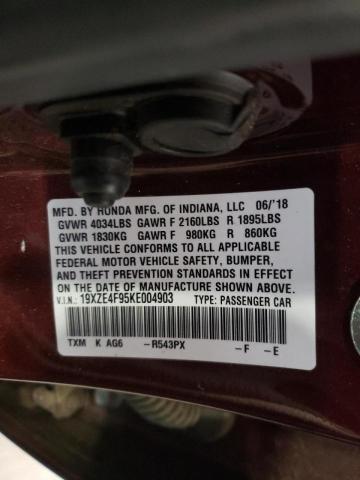 MFD. BY HONDA MFG. OF INDIANA, LLC 06/'18
GVWR 4034LBS GAWR F 2160LBS R 1895LBS
GVWR 1830KG GAWR F 980KG R 860KG
THIS VEHICLE CONFORMS TO ALL APPLICABLE
FEDERAL MOTOR VEHICLE SAFETY, BUMPER,
AND THEFT PREVENTION STANDARDS IN EFFECT
ON THE DATE OF MANUFACTURE SHOWN ABOVE.
V.I.N: 19XZE4F95KE004903 TYPE: PASSENGER CAR
TXM K AG6 -R543PX -F -E